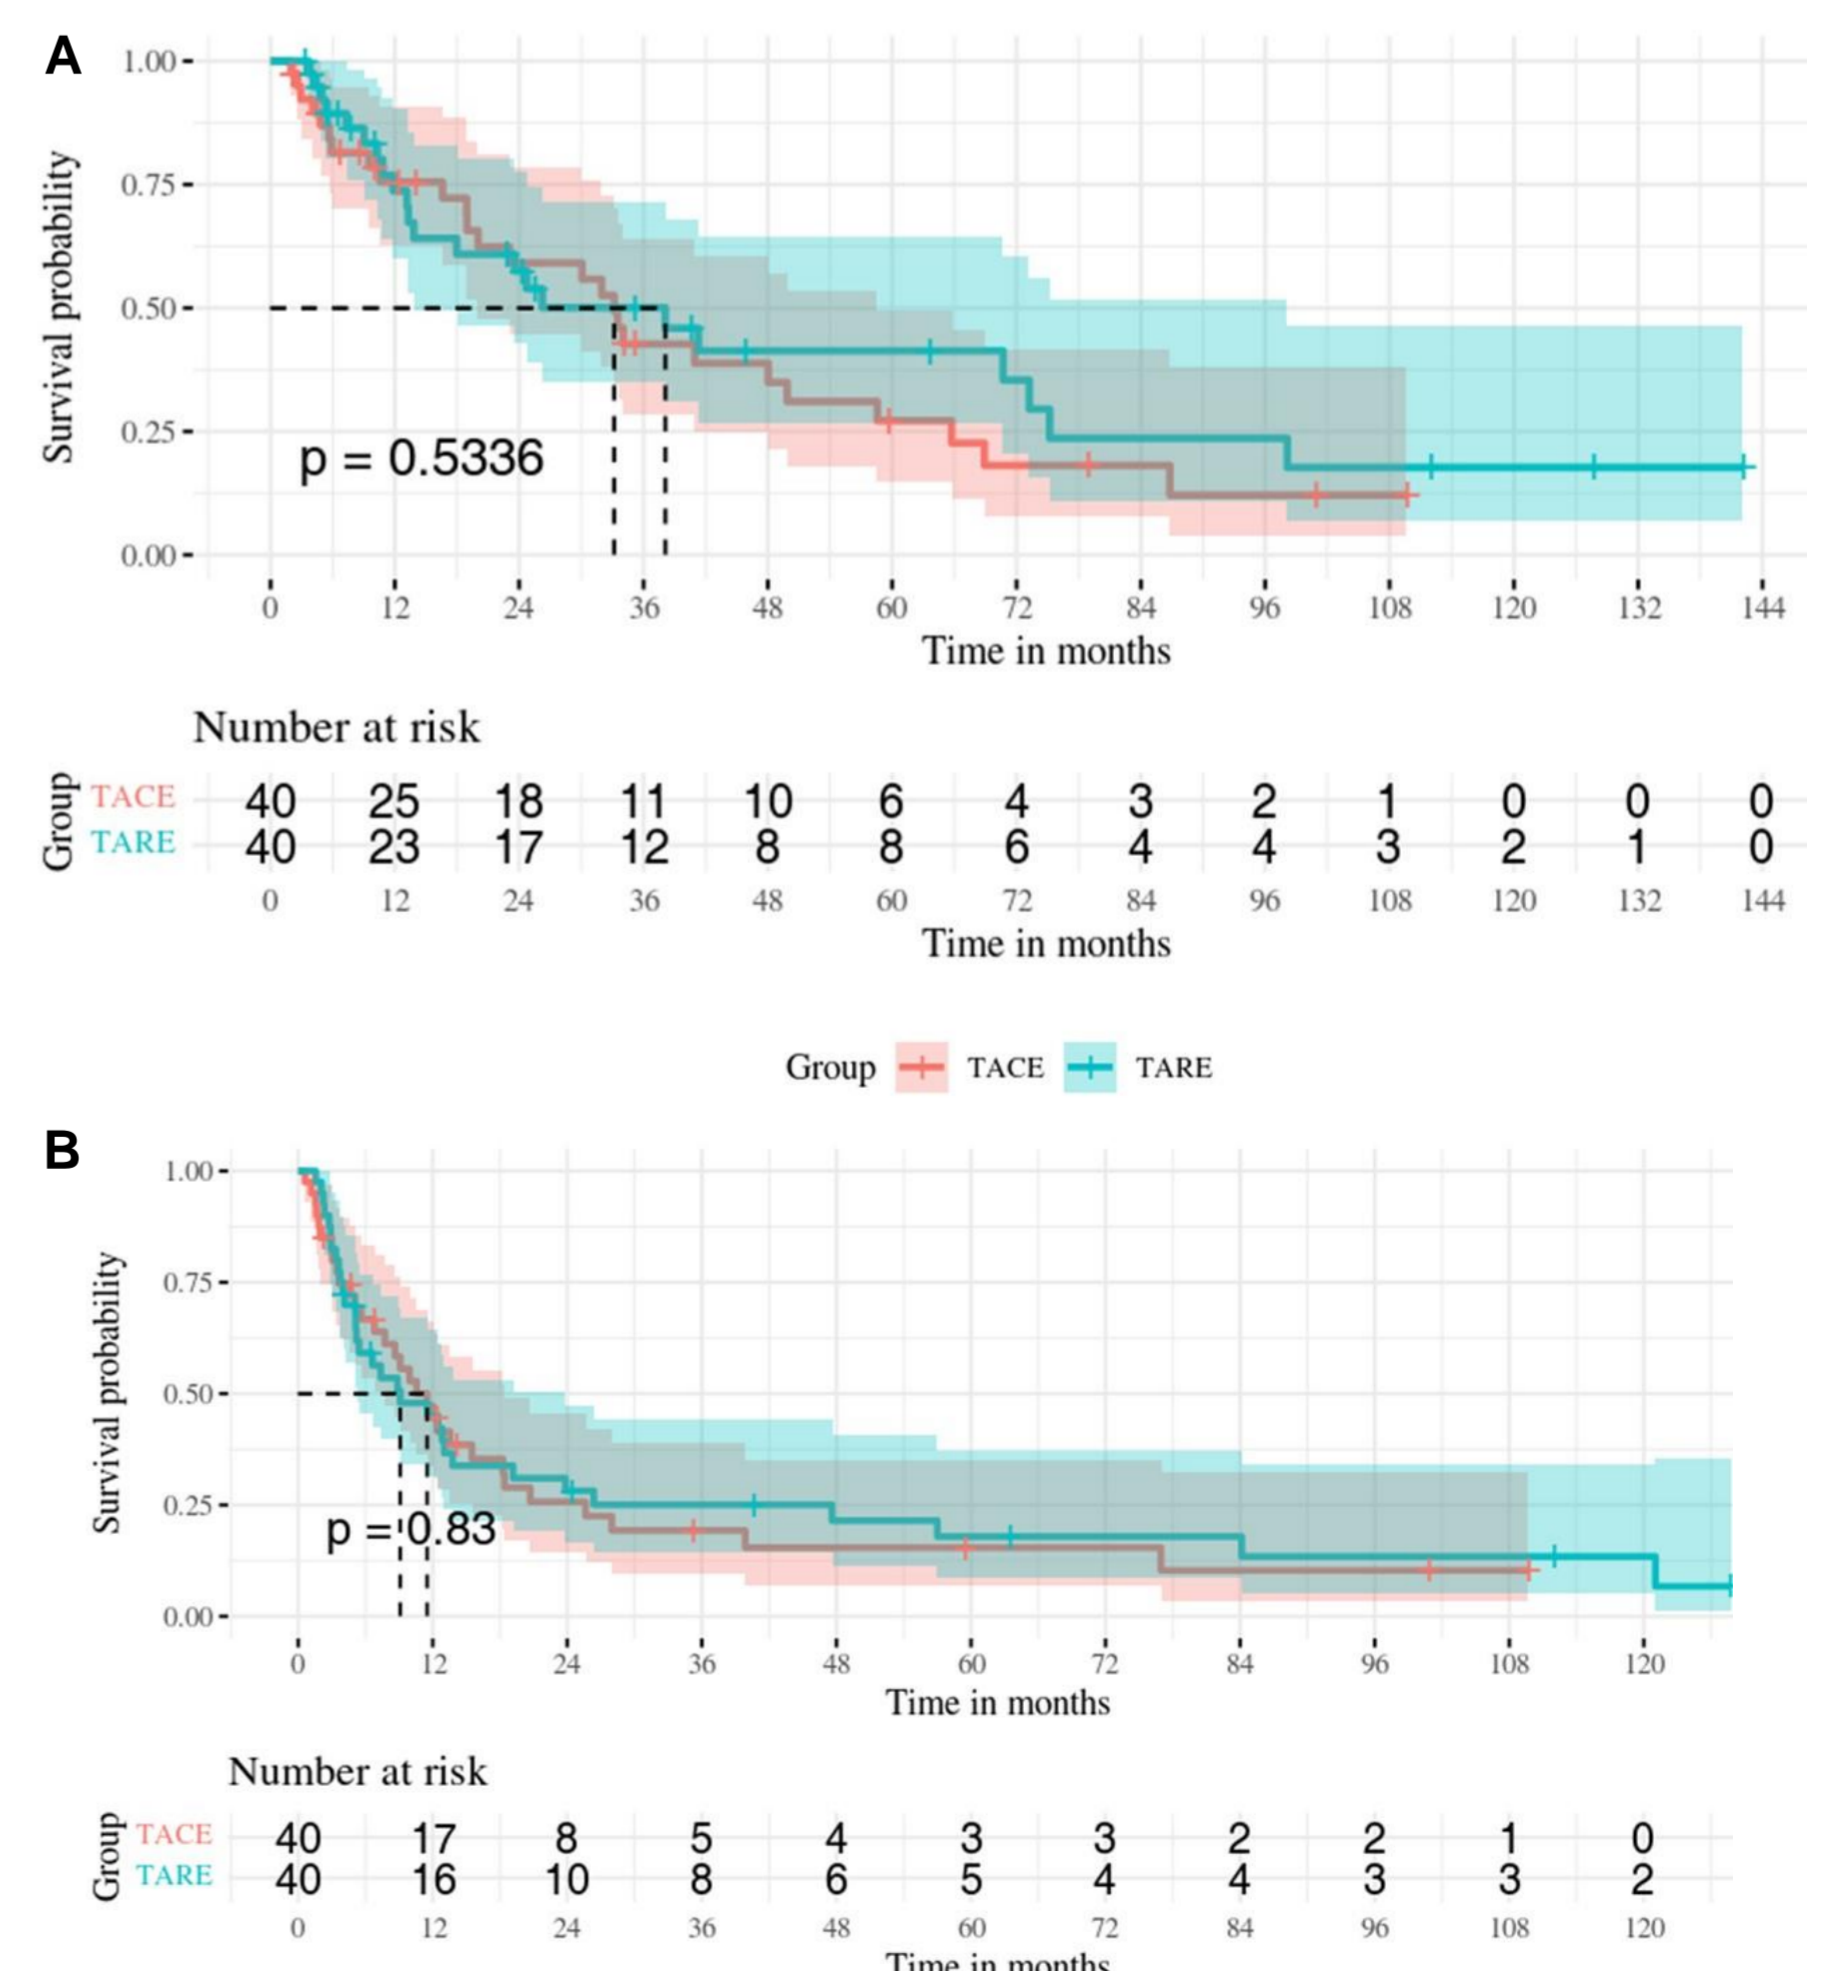 A
Survival probability
1.00
0.75
0.50
0.25
0.00
p = 0.5336
0 12 24 36 48 60 72 84 96 108 120 132 144
Time in months
Number at risk
Group
TACE 40 25 18 11 10 6 4 3 2 1 0 0 0
TARE 40 23 17 12 8 8 6 4 4 3 2 1 0
0 12 24 36 48 60 72 84 96 108 120 132 144
Time in months
Group TACE TARE
B
Survival probability
1.00
0.75
0.50
0.25
0.00
p = 0.83
0 12 24 36 48 60 72 84 96 108 120
Time in months
Number at risk
Group
TACE 40 17 8 5 4 3 3 2 2 1 0
TARE 40 16 10 8 6 5 4 4 3 3 2
0 12 24 36 48 60 72 84 96 108 120
Time in months